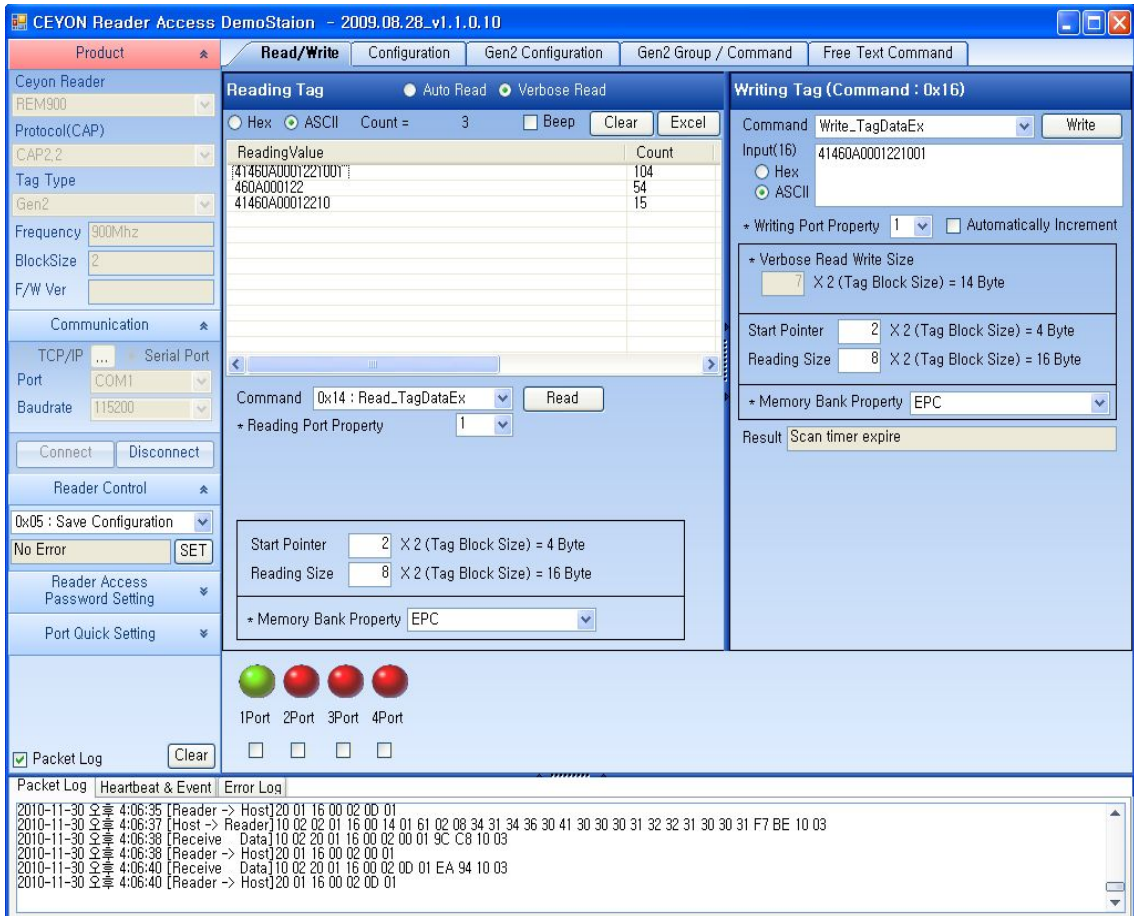 CEYON Reader Access DemoStaion - 2009.08.28_v1.1.0.10
Product
Ceyon Reader
REM900
Protocol(CAP)
CAP2,2
Tag Type
Gen2
Frequency 900Mhz
BlockSize 2
F/W Ver
Communication
TCP/IP ... Serial Port
Port COM1
Baudrate 115200
Connect Disconnect
Reader Control
0x05 : Save Configuration
No Error SET
Reader Access
Password Setting
Port Quick Setting
Packet Log Clear
Read/Write Configuration Gen2 Configuration Gen2 Group / Command Free Text Command
Reading Tag Auto Read Verbose Read
Hex ASCII Count = 3 Beep Clear Excel
ReadingValue Count
41460A0001221001 104
460A000122 54
41460A00012210 15
Command 0x14 : Read_TagDataEx Read
* Reading Port Property 1
Start Pointer 2 X 2 (Tag Block Size) = 4 Byte
Reading Size 8 X 2 (Tag Block Size) = 16 Byte
* Memory Bank Property EPC
1Port 2Port 3Port 4Port
Writing Tag (Command : 0x16)
Command Write_TagDataEx Write
Input(16) 41460A0001221001
Hex
ASCII
* Writing Port Property 1 Automatically Increment
* Verbose Read Write Size
7 X 2 (Tag Block Size) = 14 Byte
Start Pointer 2 X 2 (Tag Block Size) = 4 Byte
Reading Size 8 X 2 (Tag Block Size) = 16 Byte
* Memory Bank Property EPC
Result Scan timer expire
Packet Log Heartbeat & Event Error Log
2010-11-30 오후 4:06:35 [Reader -> Host]20 01 16 00 02 0D 01
2010-11-30 오후 4:06:37 [Host -> Reader]10 02 02 01 16 00 14 01 61 02 08 34 31 34 36 30 41 30 30 30 31 32 32 31 30 30 31 F7 BE 10 03
2010-11-30 오후 4:06:38 [Receive Data]10 02 20 01 16 00 02 00 01 9C C8 10 03
2010-11-30 오후 4:06:38 [Reader -> Host]20 01 16 00 02 00 01
2010-11-30 오후 4:06:40 [Receive Data]10 02 20 01 16 00 02 0D 01 EA 94 10 03
2010-11-30 오후 4:06:40 [Reader -> Host]20 01 16 00 02 0D 01